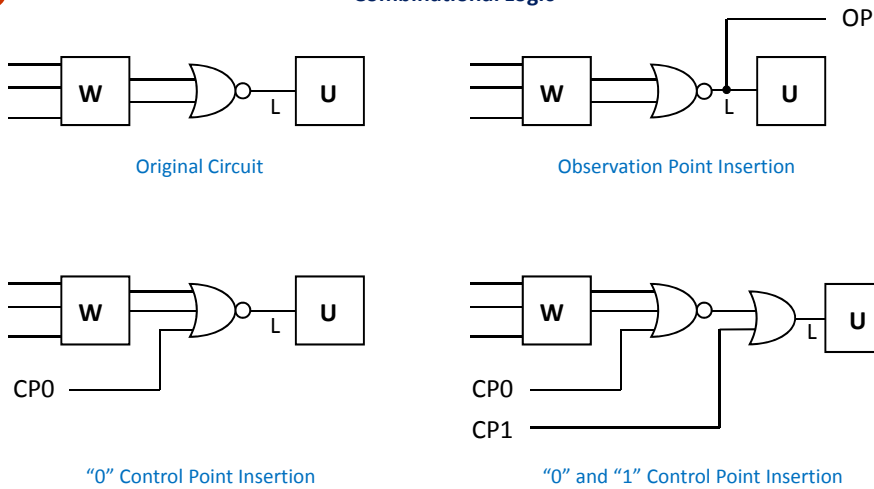 Combinational Logic
OP
W
L
U
W
L
U
Original Circuit
Observation Point Insertion
W
L
U
W
L
U
CP0
CP0
CP1
“0” Control Point Insertion
“0” and “1” Control Point Insertion